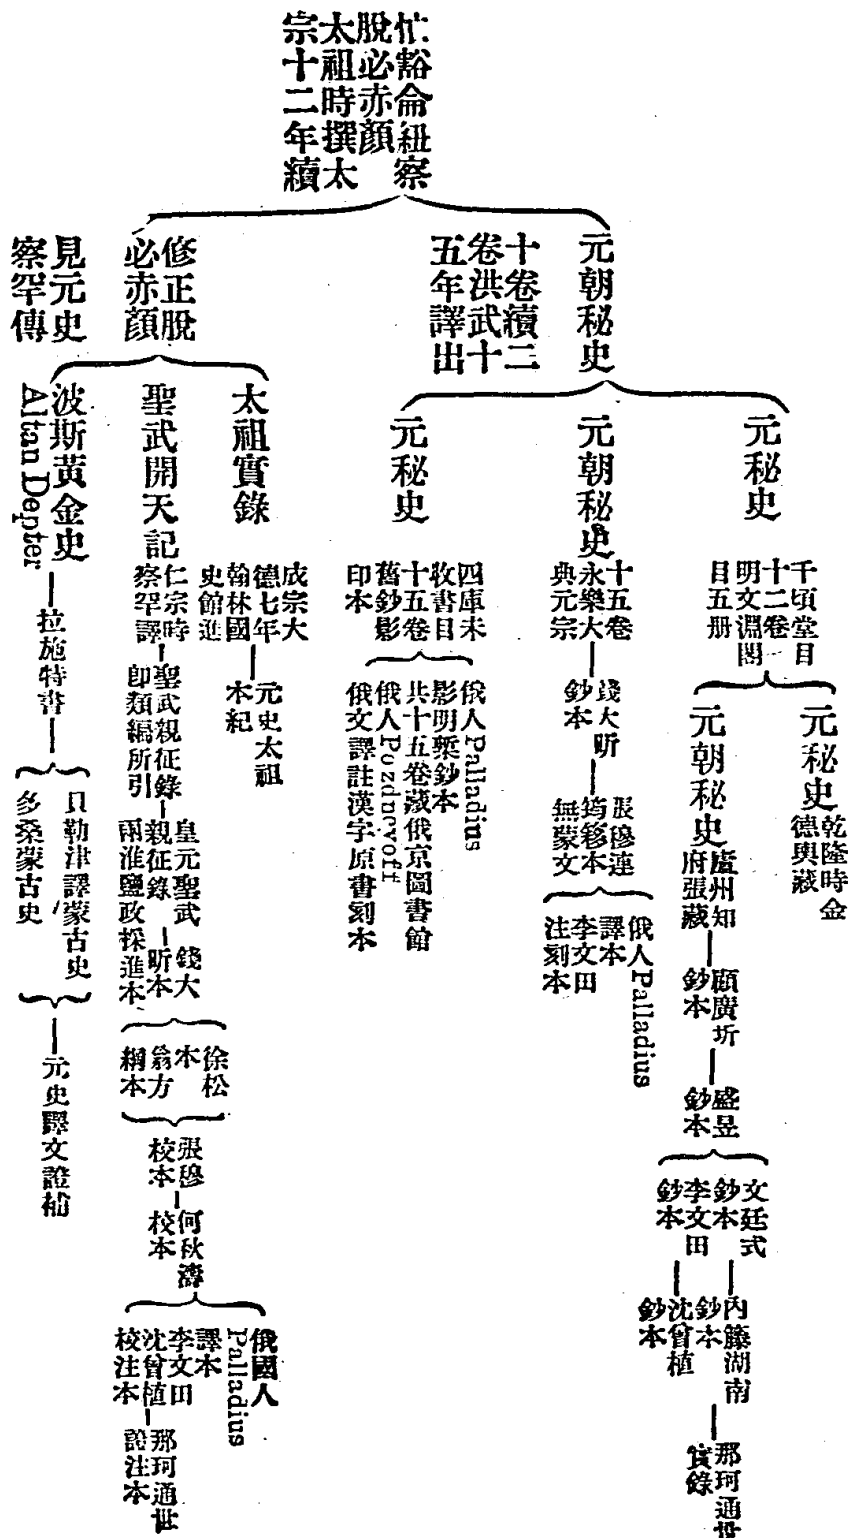 忙豁侖紐察
脫必赤顏
太祖時撰太
宗十二年續
元朝秘史
十卷續二
卷洪武十
五年譯出
元秘史
千頃堂目
十二卷
明文淵閣
目五册
元秘史
乾隆時金
德輿藏
元朝秘史
廬州知
府張藏
顧廣圻
鈔本
盛昱
鈔本
文廷式
鈔本
李文田
鈔本
內籐湖南
鈔本
沈曾植
鈔本
那珂通世
實錄
元朝秘史
十五卷
永樂大
典元宗
錢大昕
鈔本
張穆連
筠簃本
無蒙文
俄人Palladius
譯本
李文田
注刻本
元秘史
四庫未
收書目
十五卷
舊鈔影
印本
俄人Palladius
影明槧鈔本
共十五卷藏俄京圖書館
俄人Pozdnevoff
俄文譯註漢字原書刻本
修正脫
必赤顏
見元史
察罕傳
太祖實錄
成宗大
德七年
翰林國
史館進
元史太祖
本紀
聖武開天記
仁宗時
察罕譯
聖武親征錄
卽類編所引
皇元聖武
親征錄
兩淮鹽政採進本
錢大
昕本
徐松
本
翁方
綱本
張穆
校本
何秋濤
校本
俄國人
Palladius
譯本
李文田
沈曾植
校注本
那珂通世
證注本
波斯黃金史
Altan Depter
拉施特書
貝勒津譯蒙古史
多桑蒙古史
元史譯文證補